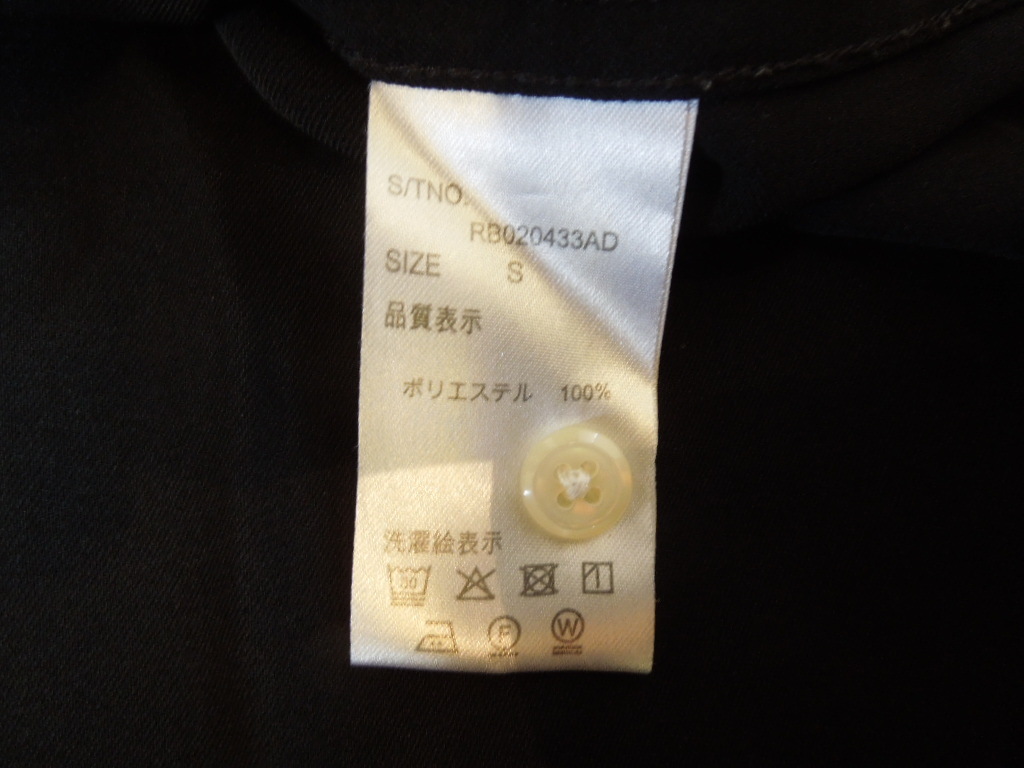 S/TNO.
RB020433AD
SIZE S
品質表示
ポリエステル 100%
洗濯絵表示
F W